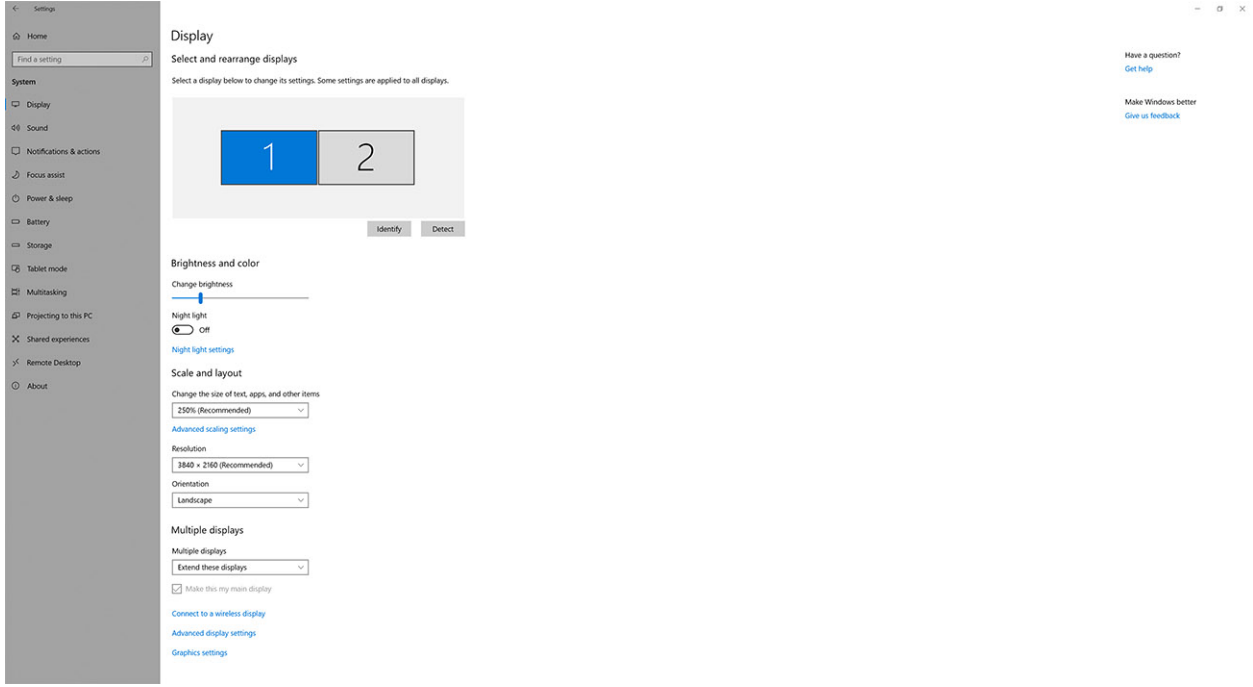 Settings
Home
Find a setting
System
Display
Sound
Notifications & actions
Focus assist
Power & sleep
Battery
Storage
Tablet mode
Multitasking
Projecting to this PC
Shared experiences
Remote Desktop
About
Display
Select and rearrange displays
Select a display below to change its settings. Some settings are applied to all displays.
1 2
Identify Detect
Brightness and color
Change brightness
Night light
Off
Night light settings
Scale and layout
Change the size of text, apps, and other items
250% (Recommended)
Advanced scaling settings
Resolution
3840 × 2160 (Recommended)
Orientation
Landscape
Multiple displays
Multiple displays
Extend these displays
Make this my main display
Connect to a wireless display
Advanced display settings
Graphics settings
Have a question?
Get help
Make Windows better
Give us feedback